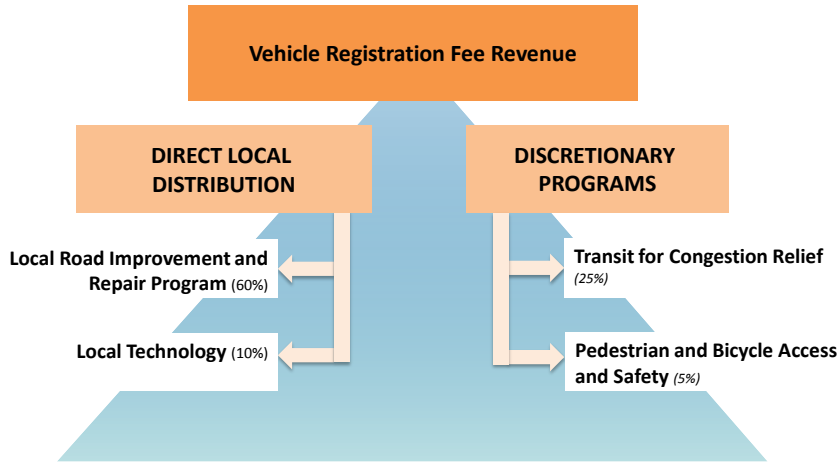 Vehicle Registration Fee Revenue
DIRECT LOCAL
DISTRIBUTION
Local Road Improvement and
Repair Program (60%)
Local Technology (10%)
DISCRETIONARY
PROGRAMS
Transit for Congestion Relief
(25%)
Pedestrian and Bicycle Access
and Safety (5%)